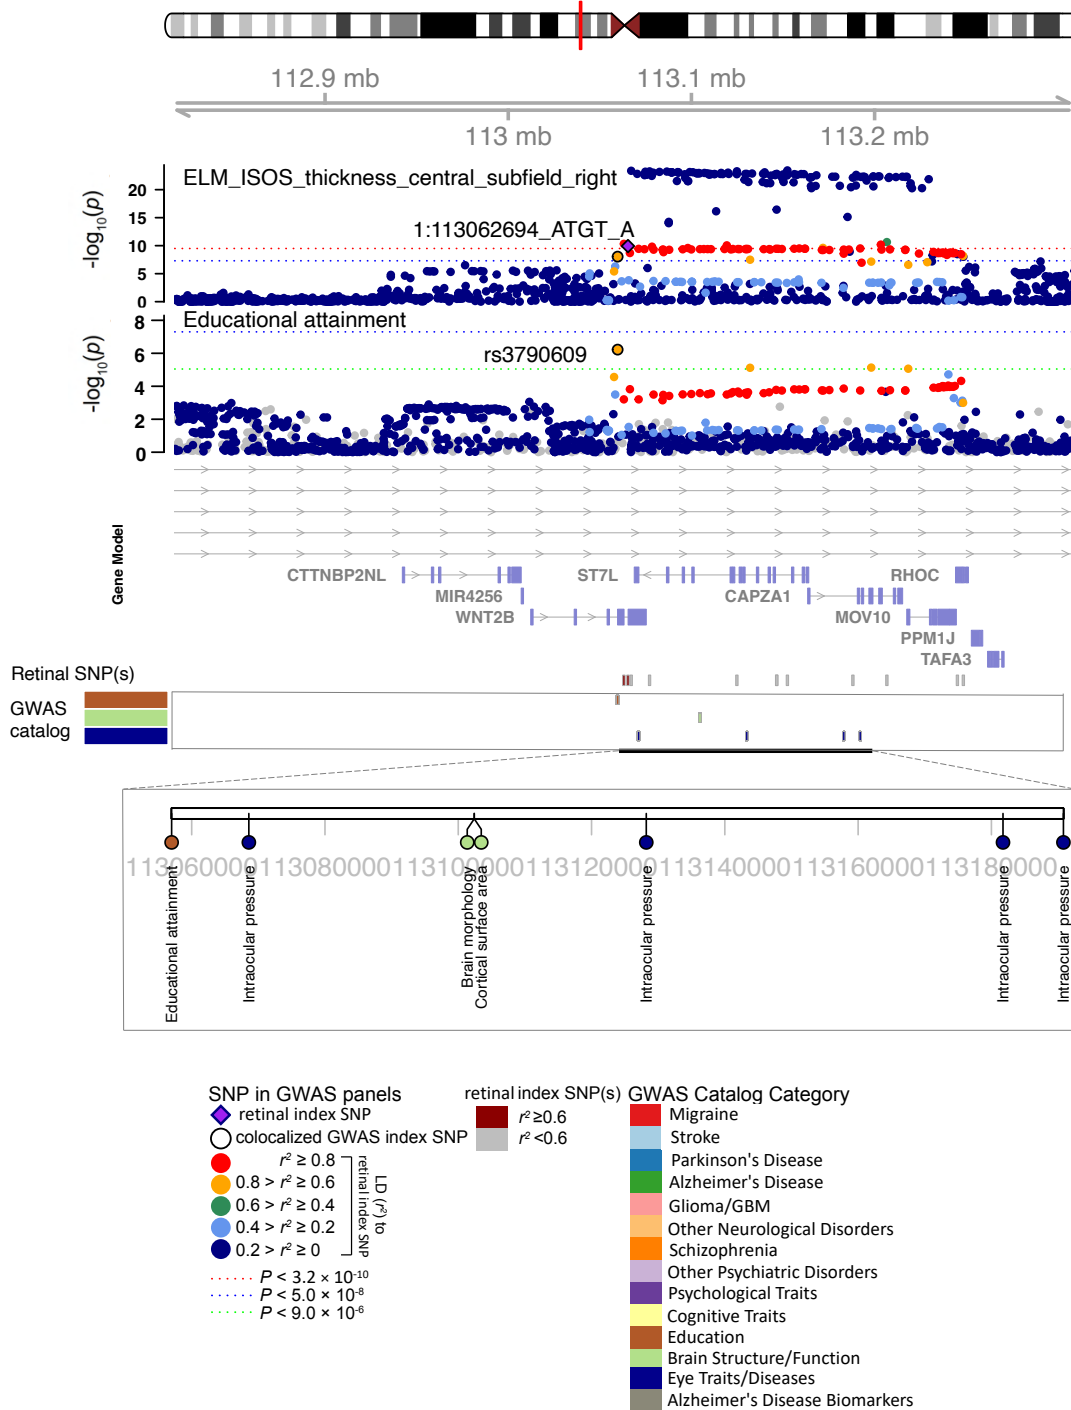 112.9 mb
113.1 mb
113 mb
113.2 mb
ELM_ISOS_thickness_central_subfield_right
1:113062694_ATGT_A
-log10(p)
20
15
10
5
0
Educational attainment
rs3790609
-log10(p)
8
6
4
2
0
Gene Model
CTTNBP2NL
ST7L
RHOC
MIR4256
CAPZA1
WNT2B
MOV10
PPM1J
TAFA3
Retinal SNP(s)
GWAS
catalog
113060000
113080000
113100000
113120000
113140000
113160000
113180000
Educational attainment
Intraocular pressure
Brain morphology
Cortical surface area
Intraocular pressure
Intraocular pressure
Intraocular pressure
SNP in GWAS panels
retinal index SNP
colocalized GWAS index SNP
r² ≥ 0.8
0.8 > r² ≥ 0.6
0.6 > r² ≥ 0.4
0.4 > r² ≥ 0.2
0.2 > r² ≥ 0
LD (r²) to
retinal index SNP
P < 3.2 × 10-10
P < 5.0 × 10-8
P < 9.0 × 10-6
retinal index SNP(s)
r² ≥0.6
r² <0.6
GWAS Catalog Category
Migraine
Stroke
Parkinson's Disease
Alzheimer's Disease
Glioma/GBM
Other Neurological Disorders
Schizophrenia
Other Psychiatric Disorders
Psychological Traits
Cognitive Traits
Education
Brain Structure/Function
Eye Traits/Diseases
Alzheimer's Disease Biomarkers